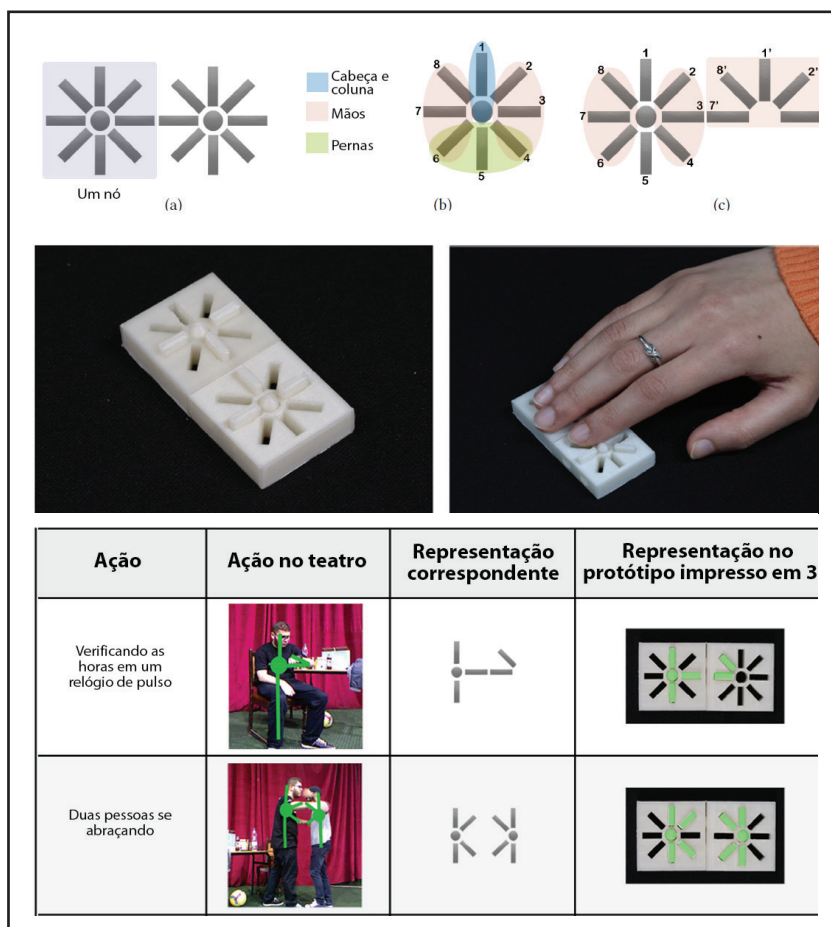 Um nó
(a)
Cabeça e
coluna
Mãos
Pernas
1
2
3
4
5
6
7
8
(b)
1
2
3
4
5
6
7
8
1'
2'
7'
8'
(c)
Ação
Ação no teatro
Representação
correspondente
Representação no
protótipo impresso em 3
Verificando as
horas em um
relógio de pulso
Duas pessoas se
abraçando